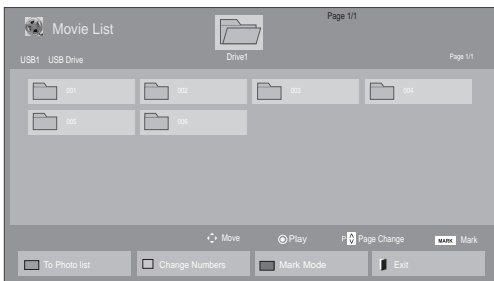 Page 1/1
Movie List
Drive1
USB1 USB Drive
Page 1/1
001 002 003 004
005 006
Move Play P Page Change MARK Mark
To Photo list Change Numbers Mark Mode Exit